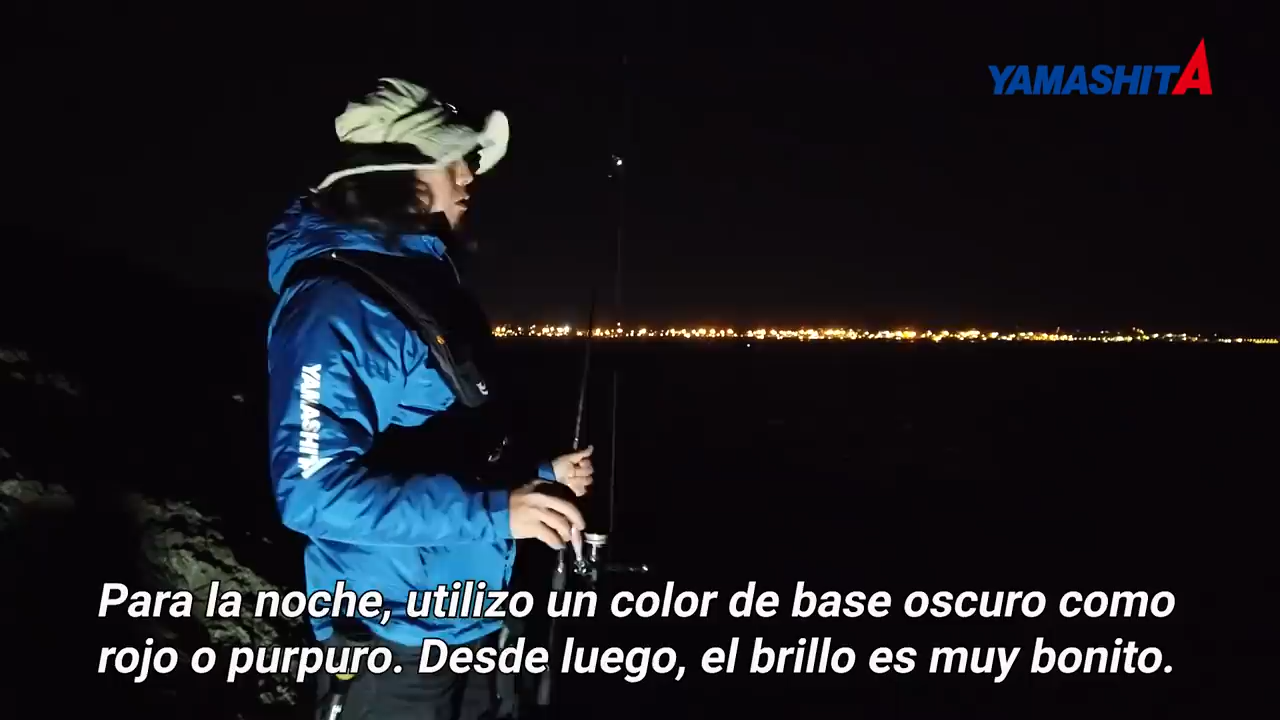 YAMASHITA
YAMASHITA
Para la noche, utilizo un color de base oscuro como
rojo o purpuro. Desde luego, el brillo es muy bonito.